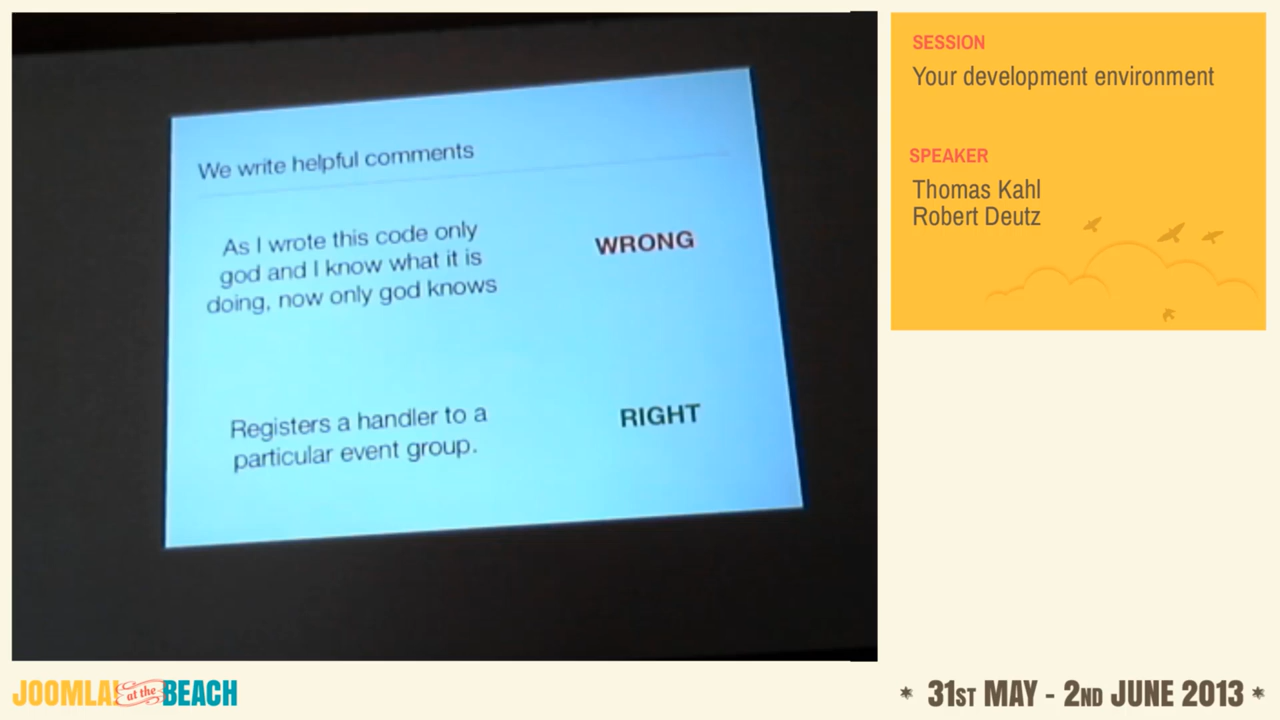 We write helpful comments
As I wrote this code only
god and I know what it is
doing, now only god knows
WRONG
Registers a handler to a
particular event group.
RIGHT
SESSION
Your development environment
SPEAKER
Thomas Kahl
Robert Deutz
JOOMLA! at the BEACH
* 31ST MAY - 2ND JUNE 2013 *